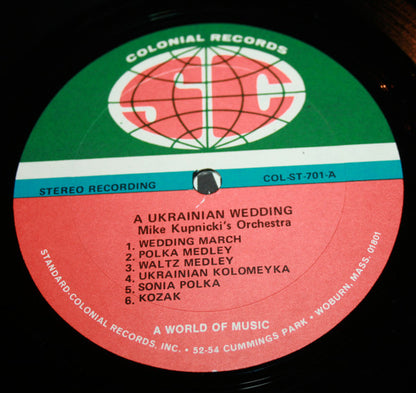 COLONIAL RECORDS
SC
STEREO RECORDING
COL-ST-701-A
A UKRAINIAN WEDDING
Mike Kupnicki's Orchestra
1. WEDDING MARCH
2. POLKA MEDLEY
3. WALTZ MEDLEY
4. UKRAINIAN KOLOMEYKA
5. SONIA POLKA
6. KOZAK
A WORLD OF MUSIC
STANDARD-COLONIAL RECORDS, INC. • 52-54 CUMMINGS PARK • WOBURN, MASS. 01801